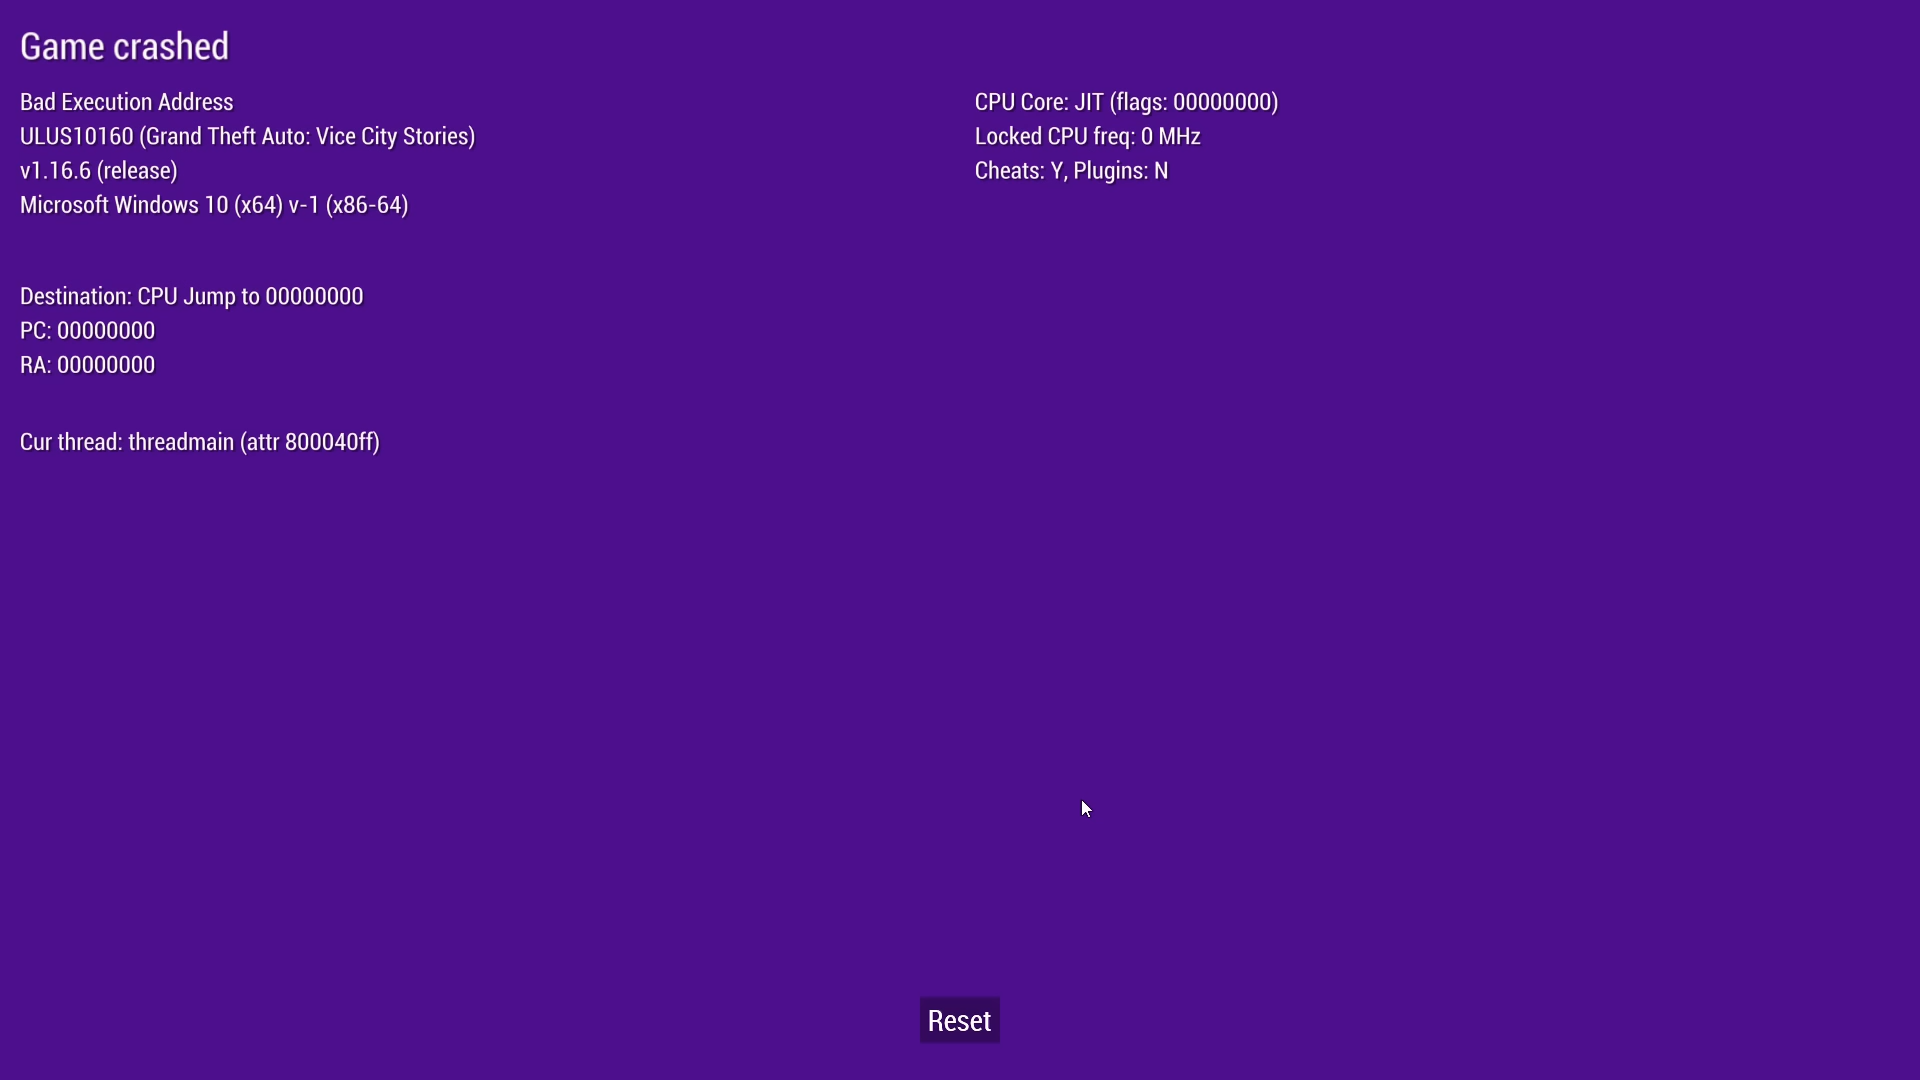 Game crashed
Bad Execution Address
ULUS10160 (Grand Theft Auto: Vice City Stories)
v1.16.6 (release)
Microsoft Windows 10 (x64) v-1 (x86-64)
CPU Core: JIT (flags: 00000000)
Locked CPU freq: 0 MHz
Cheats: Y, Plugins: N
Destination: CPU Jump to 00000000
PC: 00000000
RA: 00000000
Cur thread: threadmain (attr 800040ff)
Reset